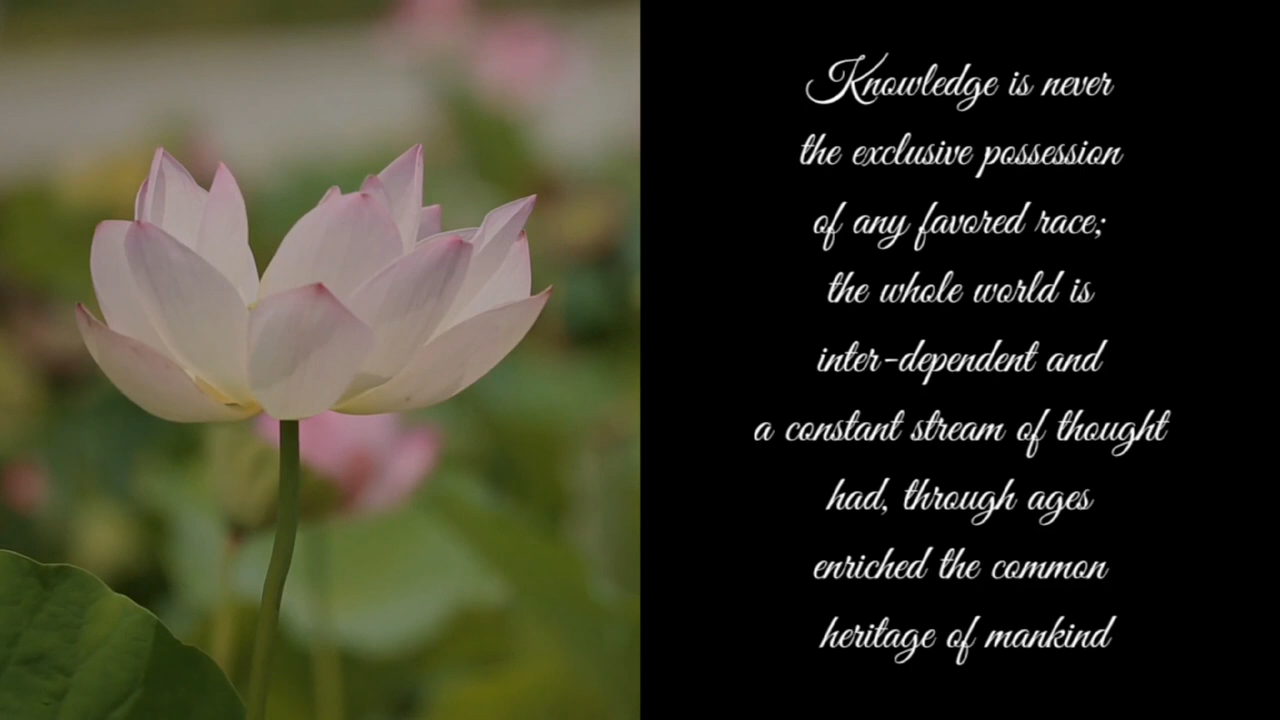 Knowledge is never
the exclusive possession
of any favored race;
the whole world is
inter-dependent and
a constant stream of thought
had, through ages
enriched the common
heritage of mankind